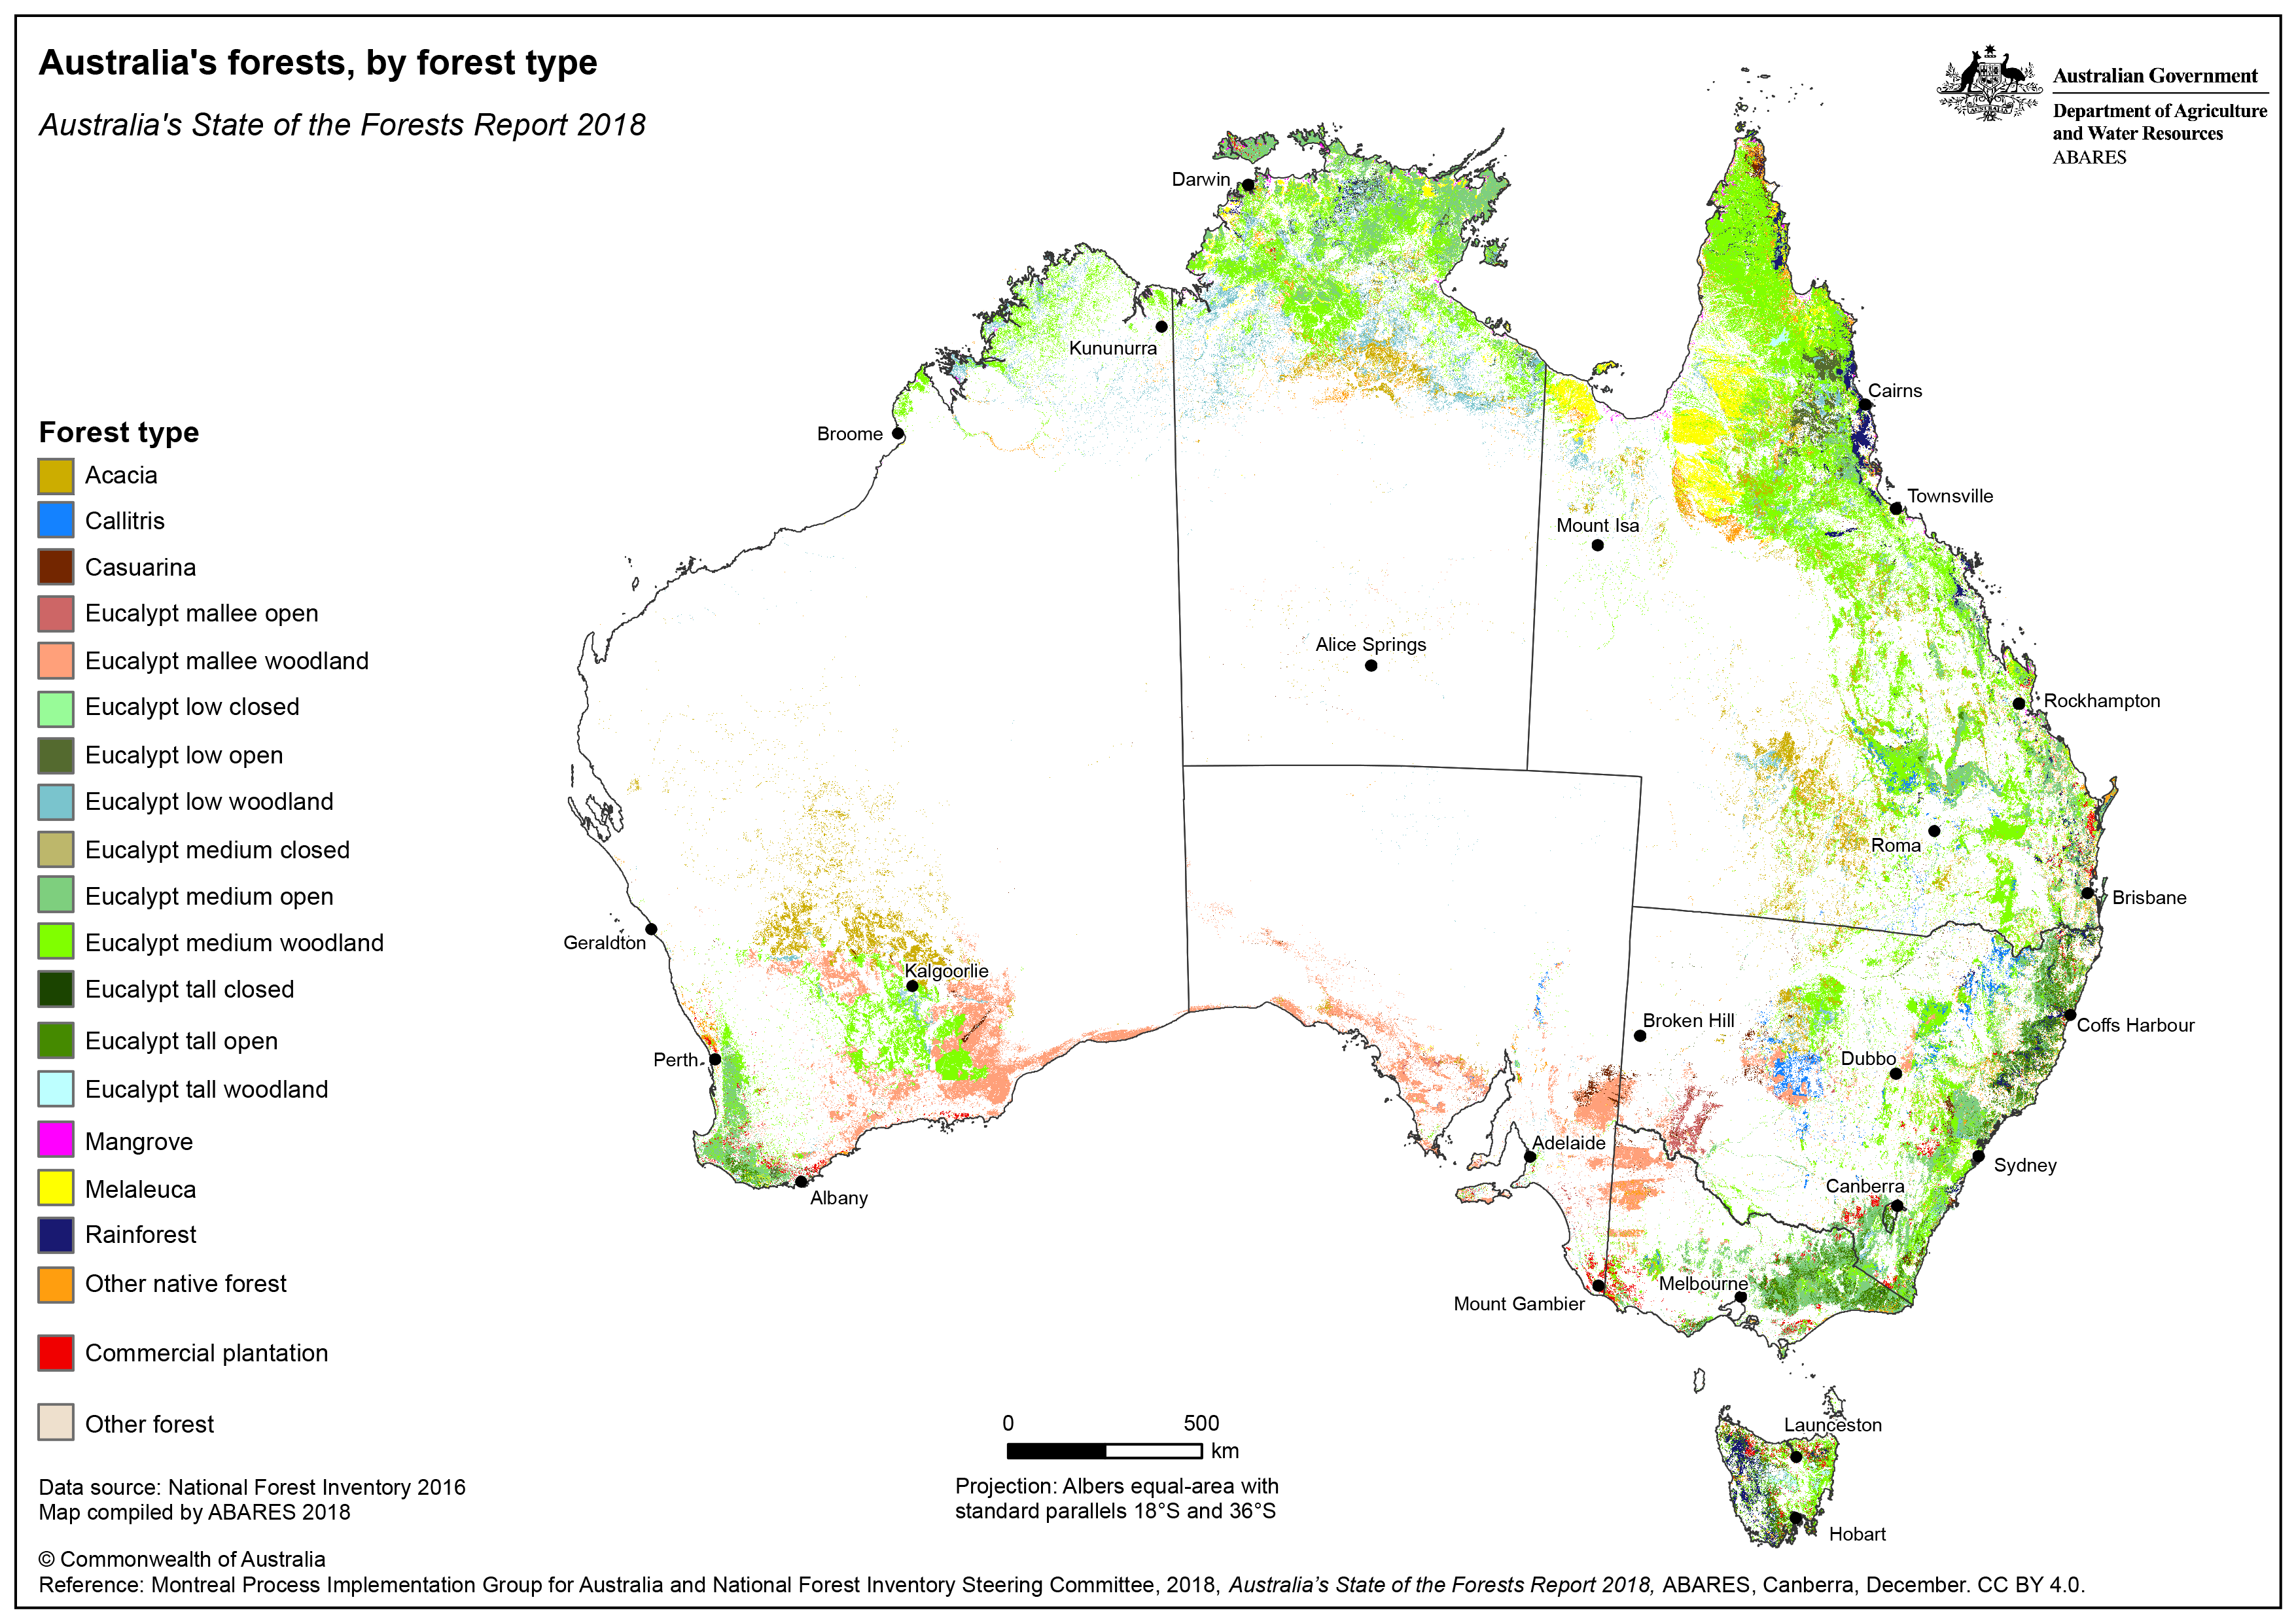 Australia's forests, by forest type
Australia's State of the Forests Report 2018
Australian Government
Department of Agriculture
and Water Resources
ABARES
Darwin
Kununurra
Broome
Cairns
Townsville
Mount Isa
Alice Springs
Rockhampton
Roma
Brisbane
Geraldton
Kalgoorlie
Perth
Albany
Broken Hill
Coffs Harbour
Dubbo
Adelaide
Sydney
Canberra
Mount Gambier
Melbourne
Launceston
Hobart
Forest type
Acacia
Callitris
Casuarina
Eucalypt mallee open
Eucalypt mallee woodland
Eucalypt low closed
Eucalypt low open
Eucalypt low woodland
Eucalypt medium closed
Eucalypt medium open
Eucalypt medium woodland
Eucalypt tall closed
Eucalypt tall open
Eucalypt tall woodland
Mangrove
Melaleuca
Rainforest
Other native forest
Commercial plantation
Other forest
0 500
km
Projection: Albers equal-area with
standard parallels 18°S and 36°S
Data source: National Forest Inventory 2016
Map compiled by ABARES 2018
© Commonwealth of Australia
Reference: Montreal Process Implementation Group for Australia and National Forest Inventory Steering Committee, 2018, Australia’s State of the Forests Report 2018, ABARES, Canberra, December. CC BY 4.0.